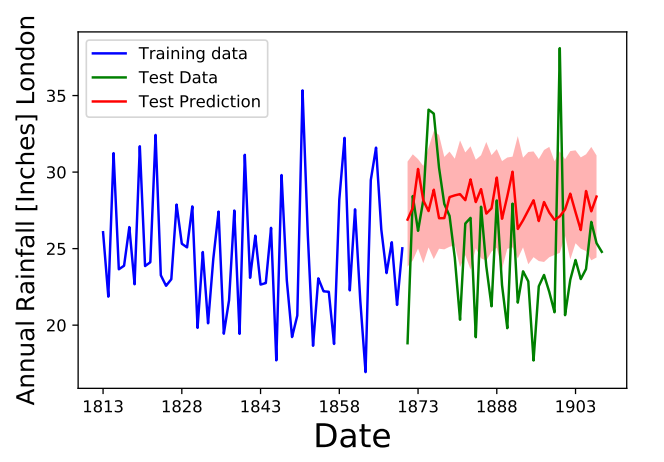 Annual Rainfall [Inches] London
35
30
25
20
Training data
Test Data
Test Prediction
1813 1828 1843 1858 1873 1888 1903
Date